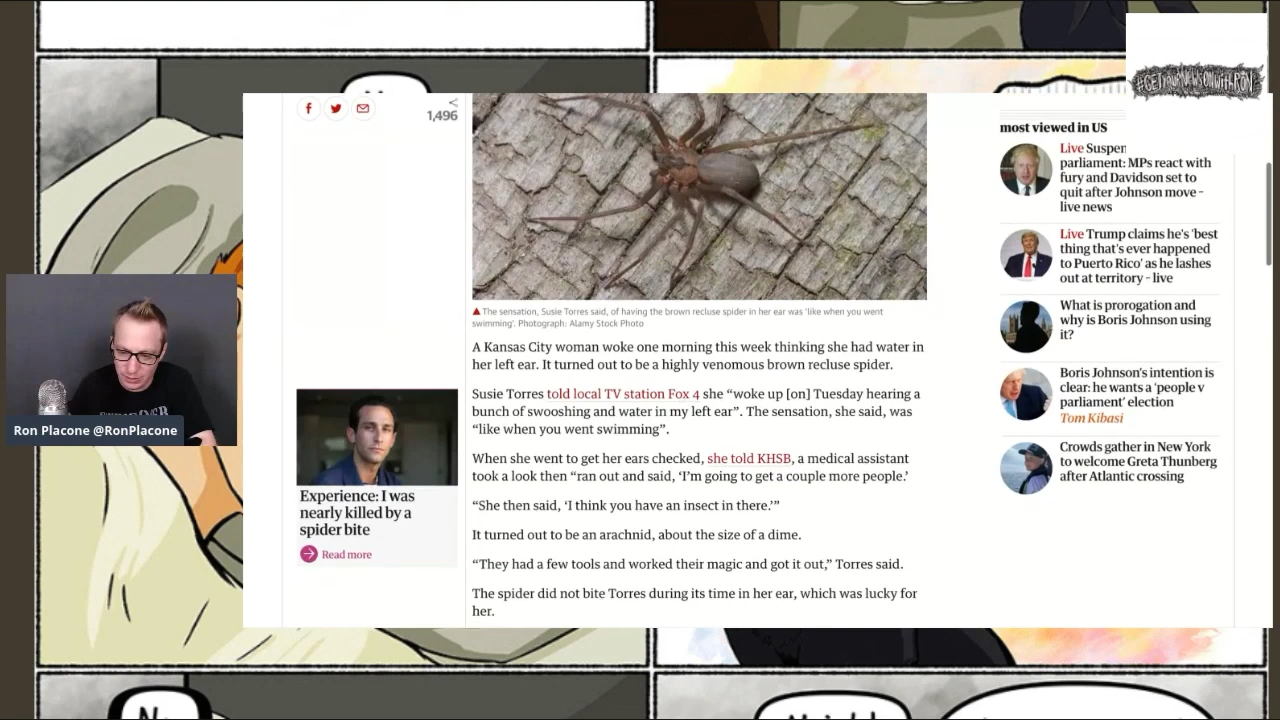 #GETYOURNEWSONWITHRON
1,496
most viewed in US
Live Suspen
parliament: MPs react with
fury and Davidson set to
quit after Johnson move –
live news
Live Trump claims he's 'best
thing that's ever happened
to Puerto Rico' as he lashes
out at territory – live
What is prorogation and
why is Boris Johnson using
it?
Boris Johnson's intention is
clear: he wants a 'people v
parliament' election
Tom Kibasi
Crowds gather in New York
to welcome Greta Thunberg
after Atlantic crossing
The sensation, Susie Torres said, of having the brown recluse spider in her ear was 'like when you went
swimming'. Photograph: Alamy Stock Photo
A Kansas City woman woke one morning this week thinking she had water in
her left ear. It turned out to be a highly venomous brown recluse spider.
Susie Torres told local TV station Fox 4 she “woke up [on] Tuesday hearing a
bunch of swooshing and water in my left ear”. The sensation, she said, was
“like when you went swimming”.
When she went to get her ears checked, she told KHSB, a medical assistant
took a look then “ran out and said, ‘I’m going to get a couple more people.’
“She then said, ‘I think you have an insect in there.’”
It turned out to be an arachnid, about the size of a dime.
“They had a few tools and worked their magic and got it out,” Torres said.
The spider did not bite Torres during its time in her ear, which was lucky for
her.
Experience: I was
nearly killed by a
spider bite
Read more
Ron Placone @RonPlacone